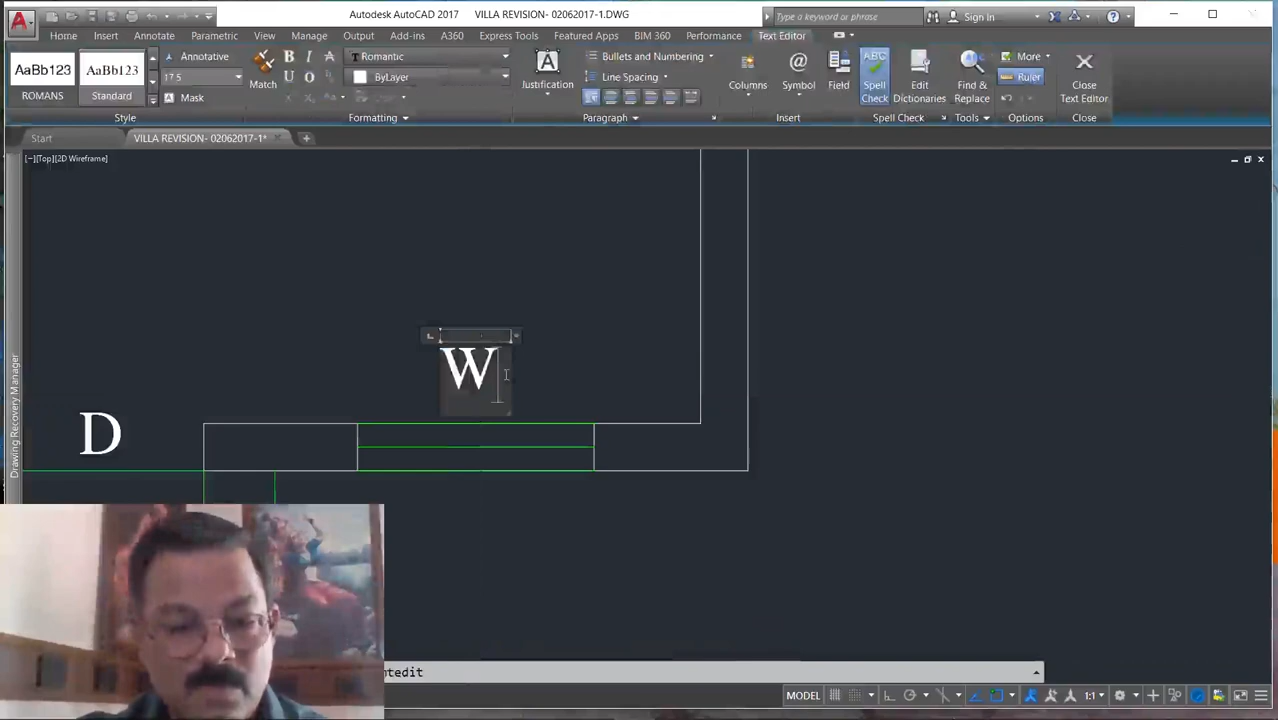 Autodesk AutoCAD 2017 VILLA REVISION- 02062017-1.DWG
Type a keyword or phrase
Sign In
Home Insert Annotate Parametric View Manage Output Add-ins A360 Express Tools Featured Apps BIM 360 Performance Text Editor
AaBb123
ROMANS
AaBb123
Standard
Annotative
17.5
Mask
Style
Match
B I A
U O
Romantic
ByLayer
Formatting
A
Justification
Bullets and Numbering
Line Spacing
Paragraph
Columns
@
Symbol
Field
Insert
ABC
Spell
Check
Edit
Dictionaries
Spell Check
Find &
Replace
Tools
More
Ruler
Options
Close
Text Editor
Close
Start VILLA REVISION- 02062017-1*
[−][Top][2D Wireframe]
Drawing Recovery Manager
W
D
mtedit
MODEL 1:1